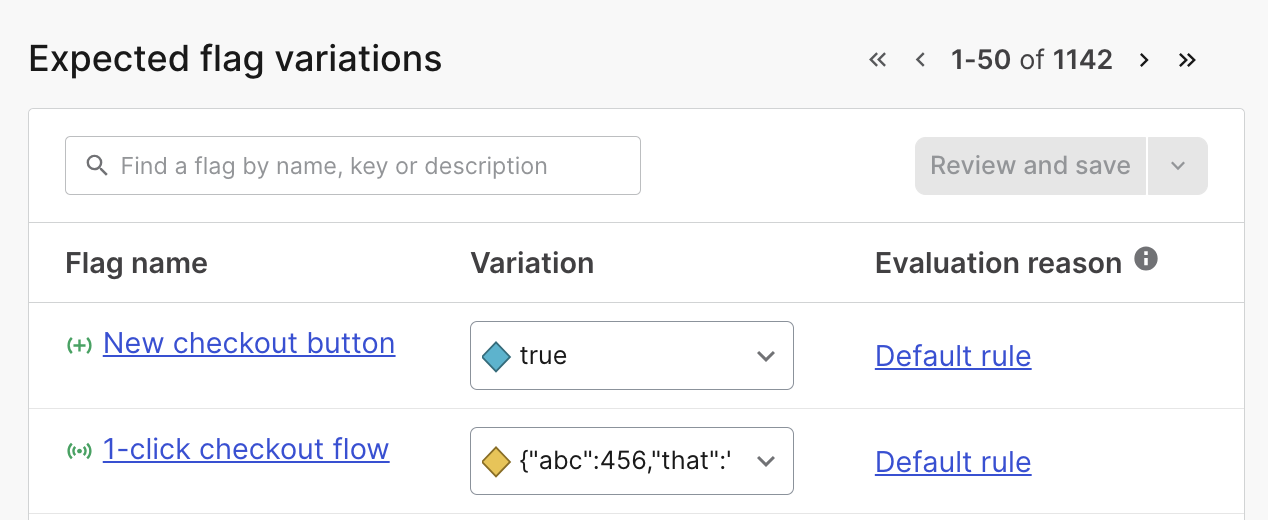 Expected flag variations
1-50 of 1142
Find a flag by name, key or description
Review and save
Flag name Variation Evaluation reason
New checkout button true Default rule
1-click checkout flow {"abc":456,"that":' Default rule